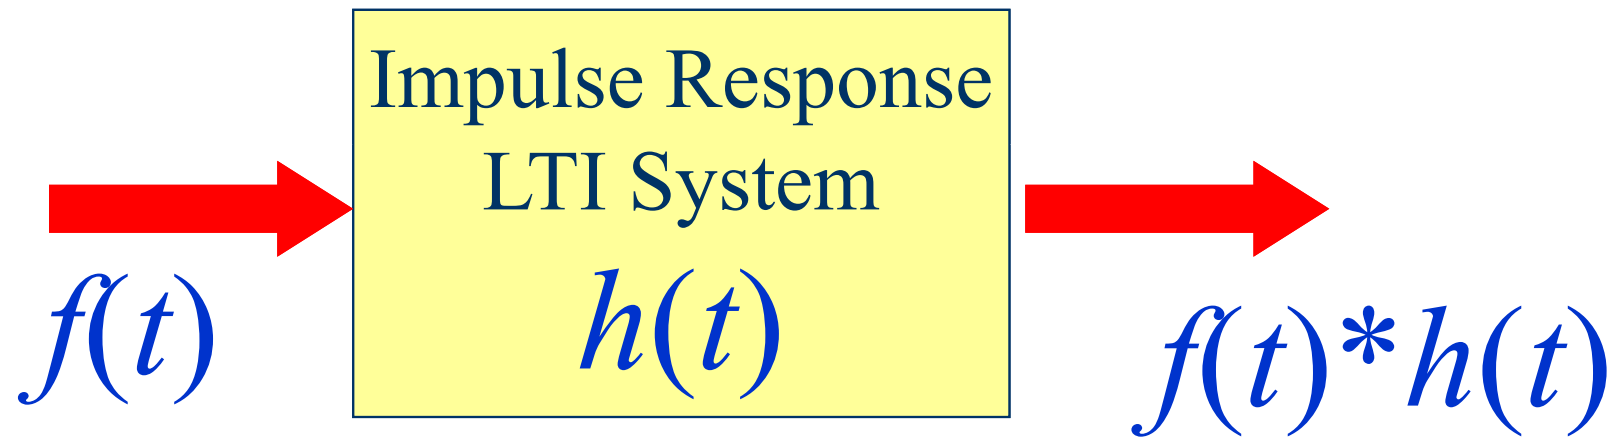 Impulse Response
LTI System
h(t)
f(t)
f(t)*h(t)